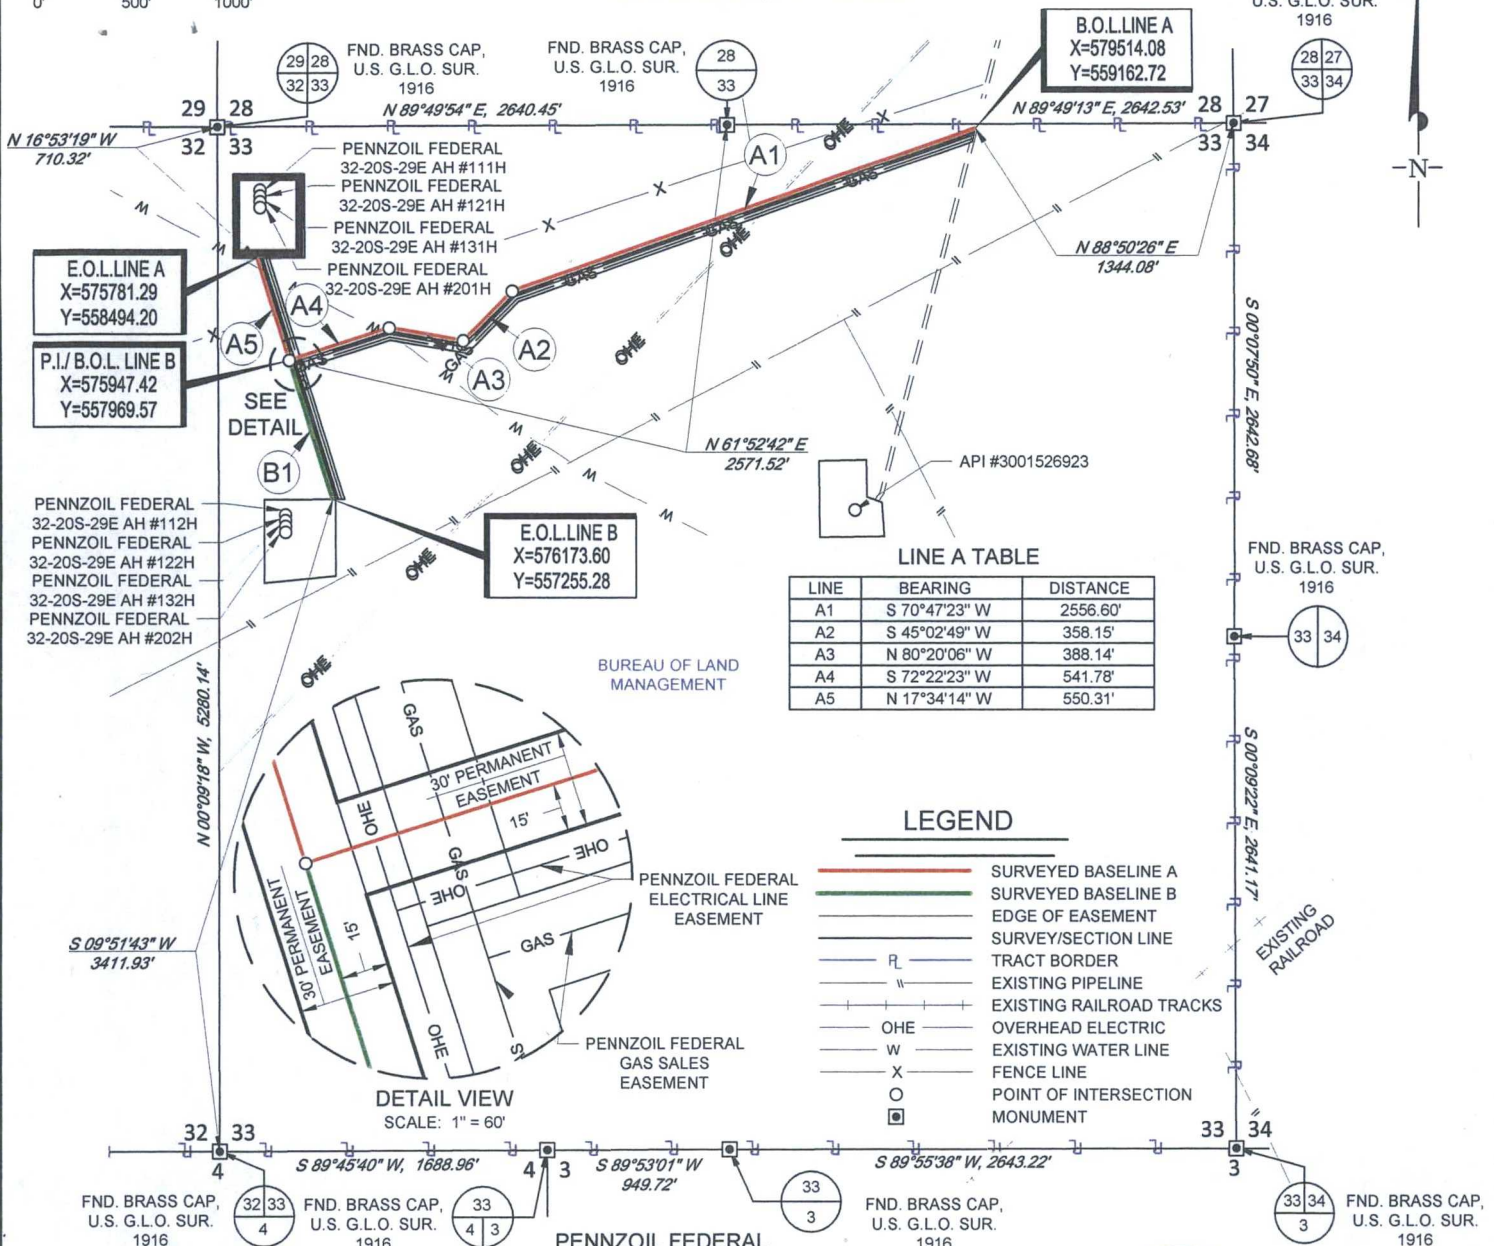 0' 500' 1000'
U.S. G.L.O. SUR.
1916
B.O.L.LINE A
X=579514.08
Y=559162.72
29 28
32 33
FND. BRASS CAP,
U.S. G.L.O. SUR.
1916
FND. BRASS CAP,
U.S. G.L.O. SUR.
1916
28
33
28 27
33 34
29 28
32 33
N 89°49'54" E, 2640.45'
N 89°49'13" E, 2642.53'
28 27
33 34
N 16°53'19" W
710.32'
-N-
PENNZOIL FEDERAL
32-20S-29E AH #111H
PENNZOIL FEDERAL
32-20S-29E AH #121H
PENNZOIL FEDERAL
32-20S-29E AH #131H
PENNZOIL FEDERAL
32-20S-29E AH #201H
A1
OHE
X
GAS
GAS
OHE
GAS
N 88°50'26" E
1344.08'
E.O.L.LINE A
X=575781.29
Y=558494.20
A4
A5
A2
A3
GAS
GAS
OHE
P.I./ B.O.L. LINE B
X=575947.42
Y=557969.57
SEE
DETAIL
B1
W
OHE
N 61°52'42" E
2571.52'
API #3001526923
S 00°07'50" E, 2642.68'
PENNZOIL FEDERAL
32-20S-29E AH #112H
PENNZOIL FEDERAL
32-20S-29E AH #122H
PENNZOIL FEDERAL
32-20S-29E AH #132H
PENNZOIL FEDERAL
32-20S-29E AH #202H
E.O.L.LINE B
X=576173.60
Y=557255.28
OHE
OHE
LINE A TABLE
LINE BEARING DISTANCE
A1 S 70°47'23" W 2556.60'
A2 S 45°02'49" W 358.15'
A3 N 80°20'06" W 388.14'
A4 S 72°22'23" W 541.78'
A5 N 17°34'14" W 550.31'
FND. BRASS CAP,
U.S. G.L.O. SUR.
1916
33 34
BUREAU OF LAND
MANAGEMENT
N 00°09'18" W, 5280.14'
S 00°09'22" E, 2641.17'
GAS
30' PERMANENT
EASEMENT
15'
OHE
GAS
OHE
OHE
30' PERMANENT
EASEMENT
15'
GAS
OHE
PENNZOIL FEDERAL
ELECTRICAL LINE
EASEMENT
PENNZOIL FEDERAL
GAS SALES
EASEMENT
DETAIL VIEW
SCALE: 1" = 60'
S 09°51'43" W
3411.93'
LEGEND
SURVEYED BASELINE A
SURVEYED BASELINE B
EDGE OF EASEMENT
SURVEY/SECTION LINE
PL TRACT BORDER
EXISTING PIPELINE
EXISTING RAILROAD TRACKS
OHE OVERHEAD ELECTRIC
W EXISTING WATER LINE
X FENCE LINE
POINT OF INTERSECTION
MONUMENT
EXISTING
RAILROAD
32 33
4
S 89°45'40" W, 1688.96'
4 3
S 89°53'01" W
949.72'
S 89°55'38" W, 2643.22'
33 34
3
FND. BRASS CAP,
U.S. G.L.O. SUR.
1916
32 33
4
FND. BRASS CAP,
U.S. G.L.O. SUR.
1916
33
4 3
33
3
FND. BRASS CAP,
U.S. G.L.O. SUR.
1916
33 34
3
FND. BRASS CAP,
U.S. G.L.O. SUR.
1916
PENNZOIL FEDERAL